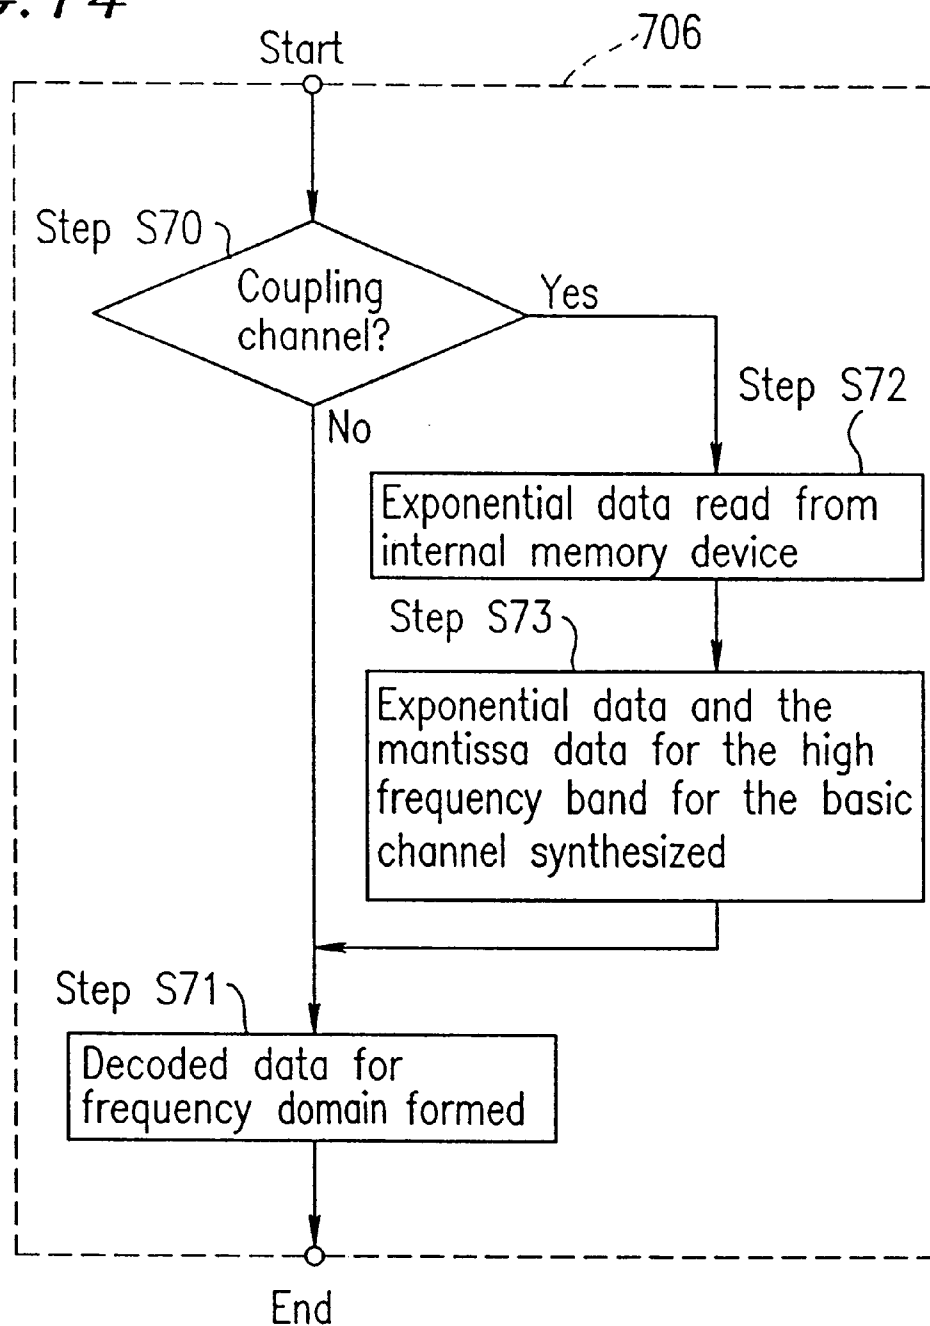 14
706
Start
Step S70
Coupling
channel?
Yes
No
Step S72
Exponential data read from
internal memory device
Step S73
Exponential data and the
mantissa data for the high
frequency band for the basic
channel synthesized
Step S71
Decoded data for
frequency domain formed
End